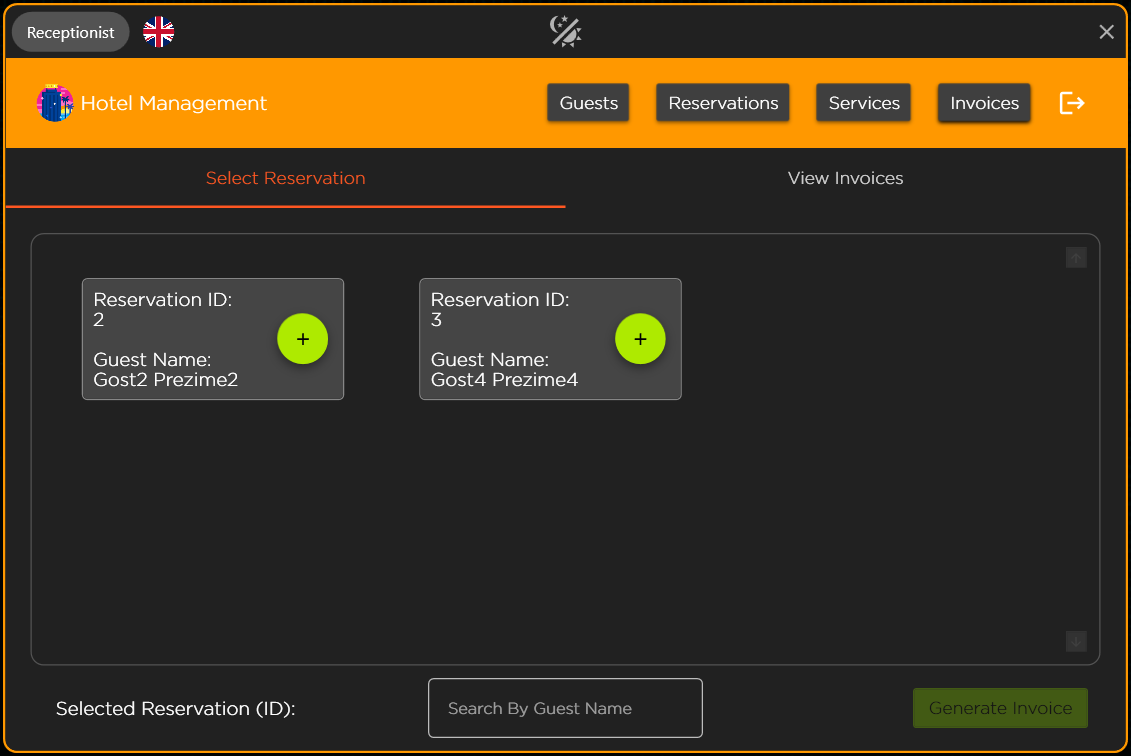 Receptionist
Hotel Management
Guests
Reservations
Services
Invoices
Select Reservation
View Invoices
Reservation ID:
2
Guest Name:
Gost2 Prezime2
+
Reservation ID:
3
Guest Name:
Gost4 Prezime4
+
Selected Reservation (ID):
Search By Guest Name
Generate Invoice